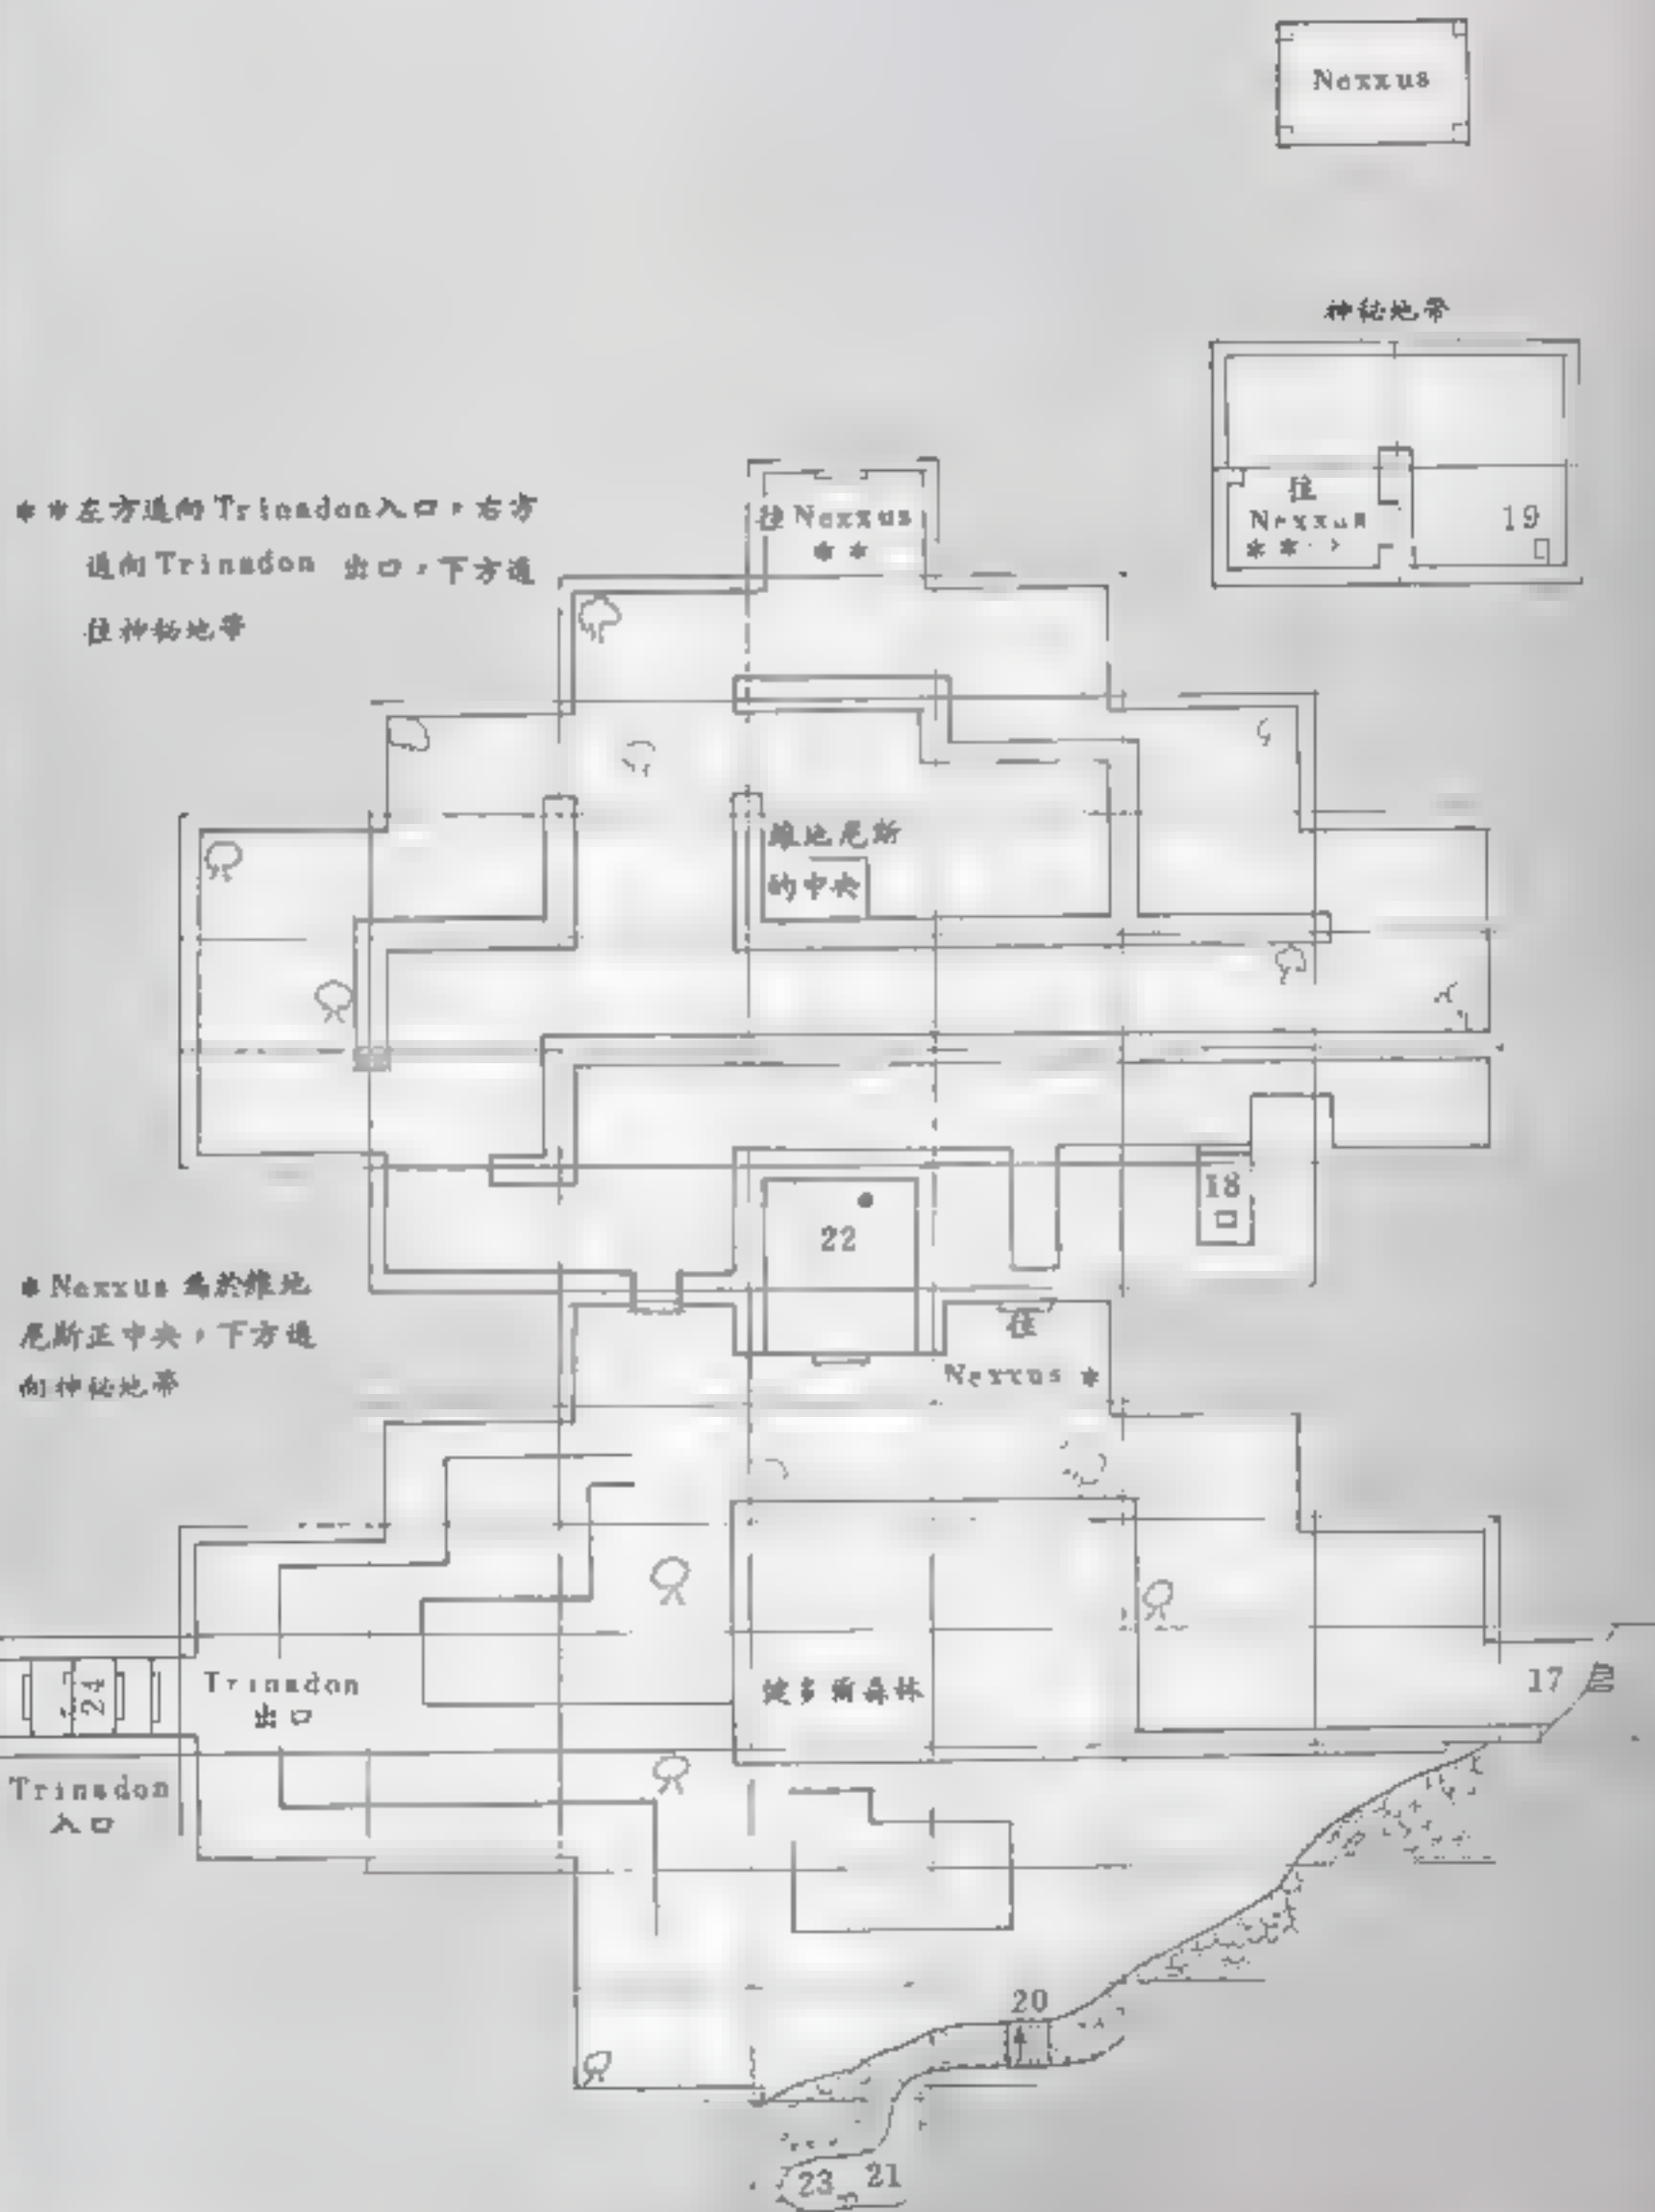 Nexxus
神秘地帶
往
Nexxus
＊＊
19
＊＊左方通向Trinadon入口，右方
通向Trinadon 出口，下方通
往神秘地帶
往Nexxus
＊＊
維地尼斯
的中央
18
22
＊Nexxus 為於維地
尼斯正中央，下方通
向神秘地帶
往
Nexxus ＊
24
Trinadon
出口
森林
17
Trinadon
入口
20
23
21